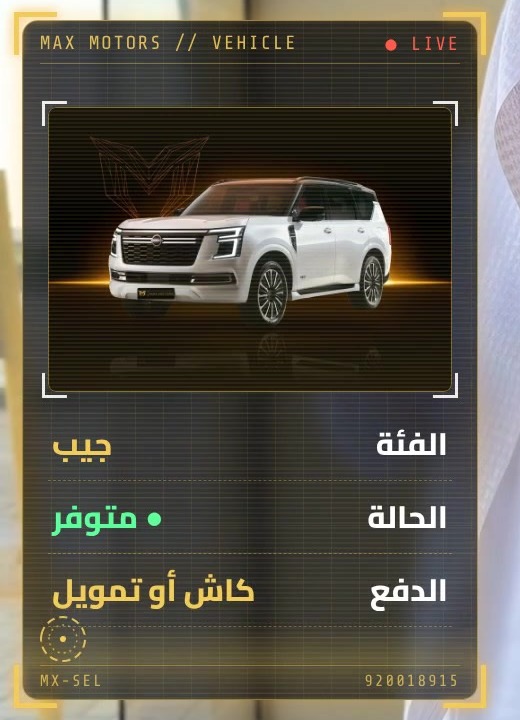 MAX MOTORS // VEHICLE ● LIVE
الفئة جيب
الحالة ● متوفر
الدفع كاش أو تمويل
MX-SEL 920018915